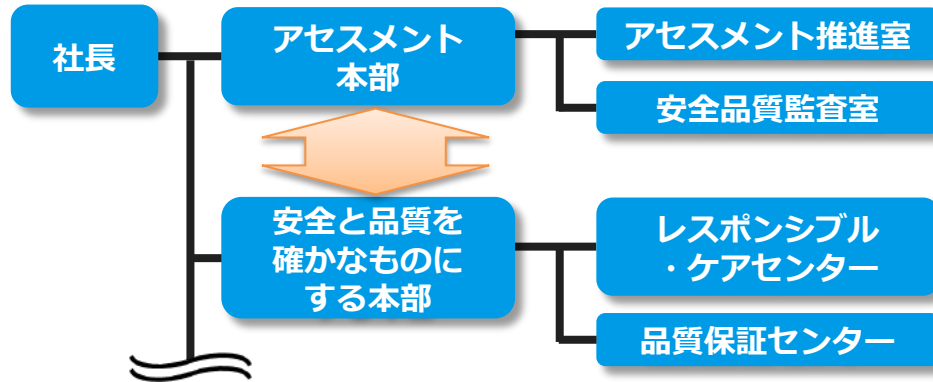 社長
アセスメント
本部
アセスメント推進室
安全品質監査室
安全と品質を
確かなものに
する本部
レスポンシブル
・ケアセンター
品質保証センター